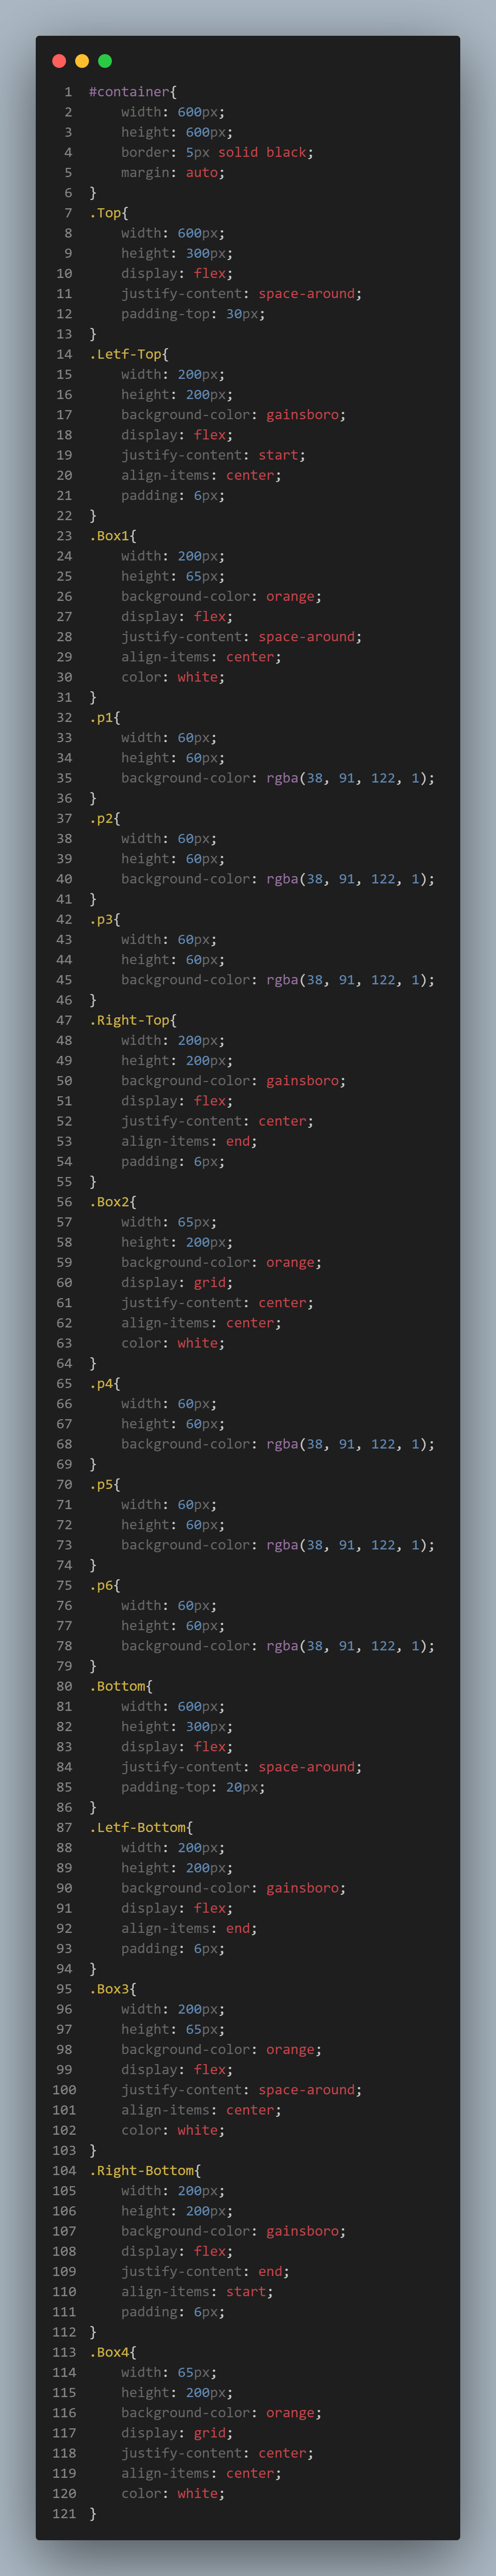 1 #container{
2     width: 600px;
3     height: 600px;
4     border: 5px solid black;
5     margin: auto;
6 }
7 .Top{
8     width: 600px;
9     height: 300px;
10     display: flex;
11     justify-content: space-around;
12     padding-top: 30px;
13 }
14 .Letf-Top{
15     width: 200px;
16     height: 200px;
17     background-color: gainsboro;
18     display: flex;
19     justify-content: start;
20     align-items: center;
21     padding: 6px;
22 }
23 .Box1{
24     width: 200px;
25     height: 65px;
26     background-color: orange;
27     display: flex;
28     justify-content: space-around;
29     align-items: center;
30     color: white;
31 }
32 .p1{
33     width: 60px;
34     height: 60px;
35     background-color: rgba(38, 91, 122, 1);
36 }
37 .p2{
38     width: 60px;
39     height: 60px;
40     background-color: rgba(38, 91, 122, 1);
41 }
42 .p3{
43     width: 60px;
44     height: 60px;
45     background-color: rgba(38, 91, 122, 1);
46 }
47 .Right-Top{
48     width: 200px;
49     height: 200px;
50     background-color: gainsboro;
51     display: flex;
52     justify-content: center;
53     align-items: end;
54     padding: 6px;
55 }
56 .Box2{
57     width: 65px;
58     height: 200px;
59     background-color: orange;
60     display: grid;
61     justify-content: center;
62     align-items: center;
63     color: white;
64 }
65 .p4{
66     width: 60px;
67     height: 60px;
68     background-color: rgba(38, 91, 122, 1);
69 }
70 .p5{
71     width: 60px;
72     height: 60px;
73     background-color: rgba(38, 91, 122, 1);
74 }
75 .p6{
76     width: 60px;
77     height: 60px;
78     background-color: rgba(38, 91, 122, 1);
79 }
80 .Bottom{
81     width: 600px;
82     height: 300px;
83     display: flex;
84     justify-content: space-around;
85     padding-top: 20px;
86 }
87 .Letf-Bottom{
88     width: 200px;
89     height: 200px;
90     background-color: gainsboro;
91     display: flex;
92     align-items: end;
93     padding: 6px;
94 }
95 .Box3{
96     width: 200px;
97     height: 65px;
98     background-color: orange;
99     display: flex;
100     justify-content: space-around;
101     align-items: center;
102     color: white;
103 }
104 .Right-Bottom{
105     width: 200px;
106     height: 200px;
107     background-color: gainsboro;
108     display: flex;
109     justify-content: end;
110     align-items: start;
111     padding: 6px;
112 }
113 .Box4{
114     width: 65px;
115     height: 200px;
116     background-color: orange;
117     display: grid;
118     justify-content: center;
119     align-items: center;
120     color: white;
121 }